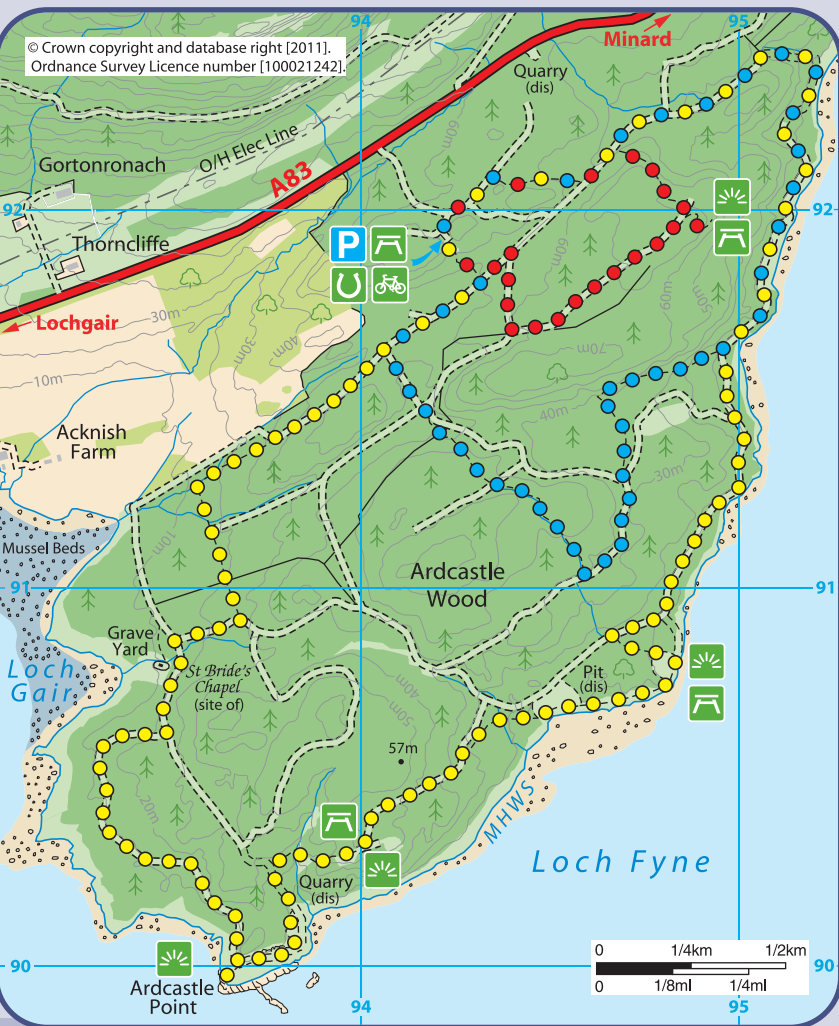 94
95
Minard
© Crown copyright and database right [2011].
Ordnance Survey Licence number [100021242].
Quarry
(dis)
60m
O/H Elec Line
Gortonronach
A83
92
92
Thorncliffe
P
60m
60m
50m
Lochgair
30m
30m
40m
70m
10m
40m
Acknish
Farm
30m
10m
Mussel Beds
Ardcastle
Wood
91
91
Grave
Yard
St Bride's
Chapel
(site of)
Loch
Gair
Pit
(dis)
40m
50m
57m
20m
MHWS
Loch Fyne
Quarry
(dis)
0
1/4km
1/2km
0
1/8ml
1/4ml
90
90
Ardcastle
Point
94
95